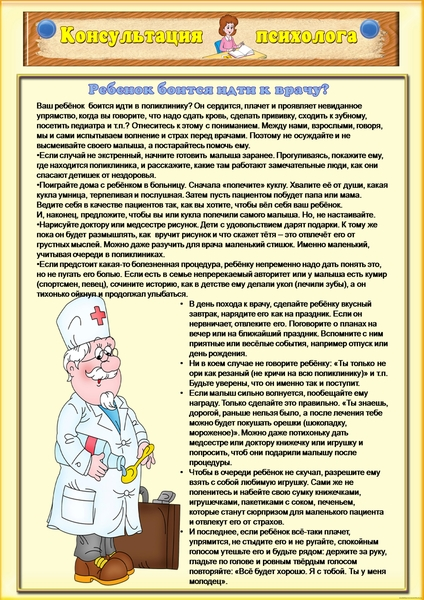 Консультация психолога
Ребенок боится идти к врачу?
Ваш ребёнок боится идти в поликлинику? Он сердится, плачет и проявляет невиданное
упрямство, когда вы говорите, что надо сдать кровь, сделать прививку, сходить к зубному,
посетить педиатра и т.п.? Отнеситесь к этому с пониманием. Между нами, взрослыми, говоря,
мы и сами испытываем волнение и страх перед врачами. Поэтому не осуждайте и не
высмеивайте своего малыша, а постарайтесь помочь ему.
•Если случай не экстренный, начните готовить малыша заранее. Прогуливаясь, покажите ему,
где находится поликлиника, и расскажите, какие там работают замечательные люди, как они
спасают детишек от нездоровья.
•Поиграйте дома с ребёнком в больницу. Сначала «полечите» куклу. Хвалите её от души, какая
кукла умница, терпеливая и послушная. Затем пусть пациентом побудет папа или мама.
Ведите себя в качестве пациентов так, как вы хотите, чтобы вёл себя ваш ребёнок.
И, наконец, предложите, чтобы вы или кукла полечили самого малыша. Но, не настаивайте.
•Нарисуйте доктору или медсестре рисунок. Дети с удовольствием дарят подарки. К тому же
пока он будет размышлять, как вручит рисунок и что скажет тётя – это отвлечёт его от
грустных мыслей. Можно даже разучить для врача маленький стишок. Именно маленький,
учитывая очереди в поликлиниках.
•Если предстоит какая-то болезненная процедура, ребёнку непременно надо дать понять это,
но не пугать его болью. Если есть в семье непререкаемый авторитет или у малыша есть кумир
(спортсмен, певец), сочините историю, как в детстве ему делали укол (лечили зубы), а он
тихонько ойкнул и продолжал улыбаться.
• В день похода к врачу, сделайте ребёнку вкусный
завтрак, нарядите его как на праздник. Если он
нервничает, отвлеките его. Поговорите о планах на
вечер или на ближайший праздник. Вспомните с ним
приятные или весёлые события, например отпуск или
день рождения.
• Ни в коем случае не говорите ребёнку: «Ты только не
ори как резаный (не кричи на всю поликлинику)» и т.п.
Будьте уверены, что он именно так и поступит.
• Если малыш сильно волнуется, пообещайте ему
награду. Только сделайте это правильно. «Ты знаешь,
дорогой, раньше нельзя было, а после лечения тебе
можно будет покушать орешки (шоколадку,
мороженое)». Можно даже потихоньку дать
медсестре или доктору книжечку или игрушку и
попросить, чтоб они подарили малышу после
процедуры.
• Чтобы в очереди ребёнок не скучал, разрешите ему
взять с собой любимую игрушку. Сами же не
поленитесь и набейте свою сумку книжечками,
игрушечками, пакетиками с соком, печеньем,
которые станут сюрпризом для маленького пациента
и отвлекут его от страхов.
• И последнее, если ребёнок всё-таки плачет,
упрямится, не стыдите его и не ругайте, спокойным
голосом утешьте его и будьте рядом: держите за руку,
гладьте по голове и ровным твёрдым голосом
повторяйте: «Всё будет хорошо. Я с тобой. Ты у меня
молодец».